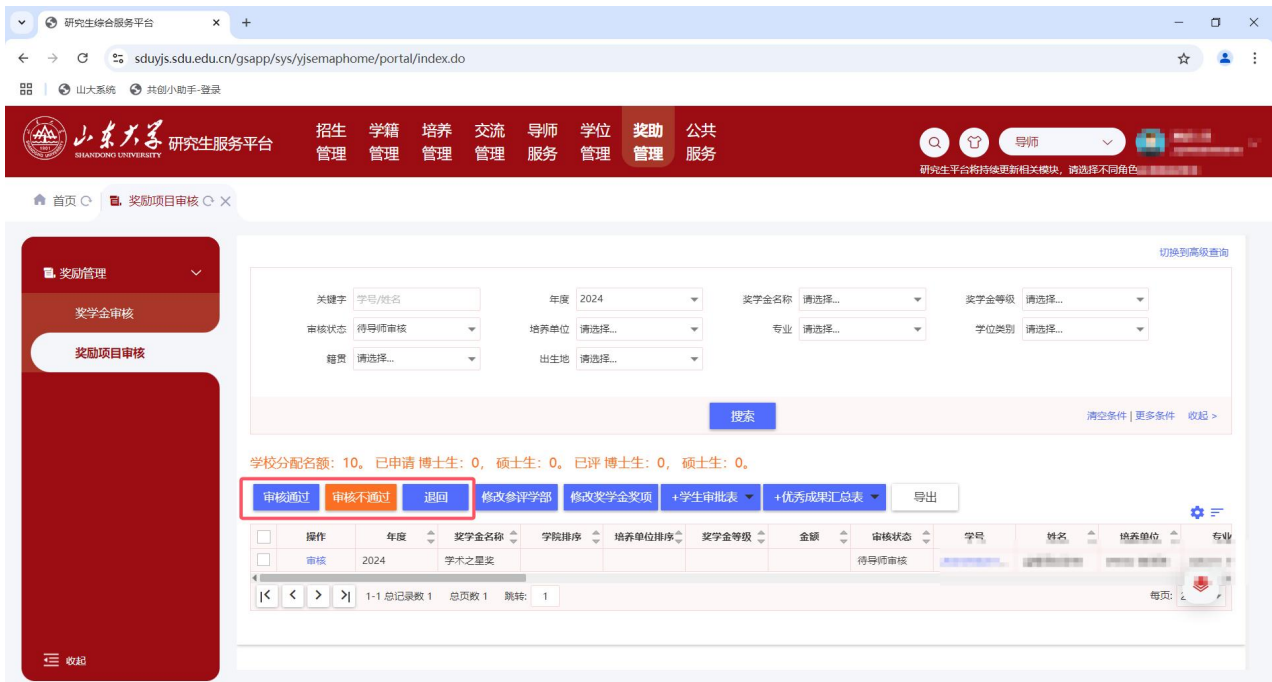 研究生综合服务平台
sduyjs.sdu.edu.cn/gsapp/sys/yjsemaphome/portal/index.do
山大系统 共创小助手-登录
山东大学 SHANDONG UNIVERSITY 研究生服务平台 招生管理 学籍管理 培养管理 交流管理 导师服务 学位管理 奖助管理 公共服务 导师
研究生平台将持续更新相关模块，请选择不同角色
首页 奖励项目审核
切换到高级查询
奖励管理
奖学金审核
奖励项目审核
关键字 学号/姓名 年度 2024 奖学金名称 请选择... 奖学金等级 请选择...
审核状态 待导师审核 培养单位 请选择... 专业 请选择... 学位类别 请选择...
籍贯 请选择... 出生地 请选择...
搜索 清空条件 | 更多条件 收起 >
学校分配名额：10。 已申请 博士生：0， 硕士生：0。 已评 博士生：0， 硕士生：0。
审核通过 审核不通过 退回 修改参评学部 修改奖学金奖项 +学生审批表 +优秀成果汇总表 导出
操作 年度 奖学金名称 学院排序 培养单位排序 奖学金等级 金额 审核状态 学号 姓名 培养单位 专业
审核 2024 学术之星奖 待导师审核
1-1 总记录数 1 总页数 1 跳转: 1 每页: 2
收起